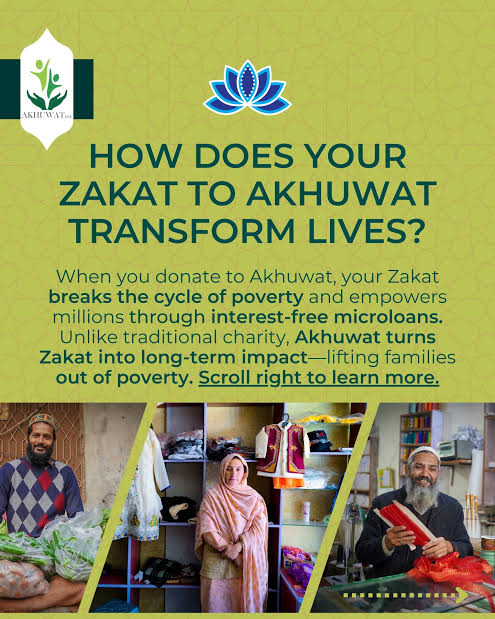 AKHUWAT USA
HOW DOES YOUR
ZAKAT TO AKHUWAT
TRANSFORM LIVES?
When you donate to Akhuwat, your Zakat
breaks the cycle of poverty and empowers
millions through interest-free microloans.
Unlike traditional charity, Akhuwat turns
Zakat into long-term impact—lifting families
out of poverty. Scroll right to learn more.